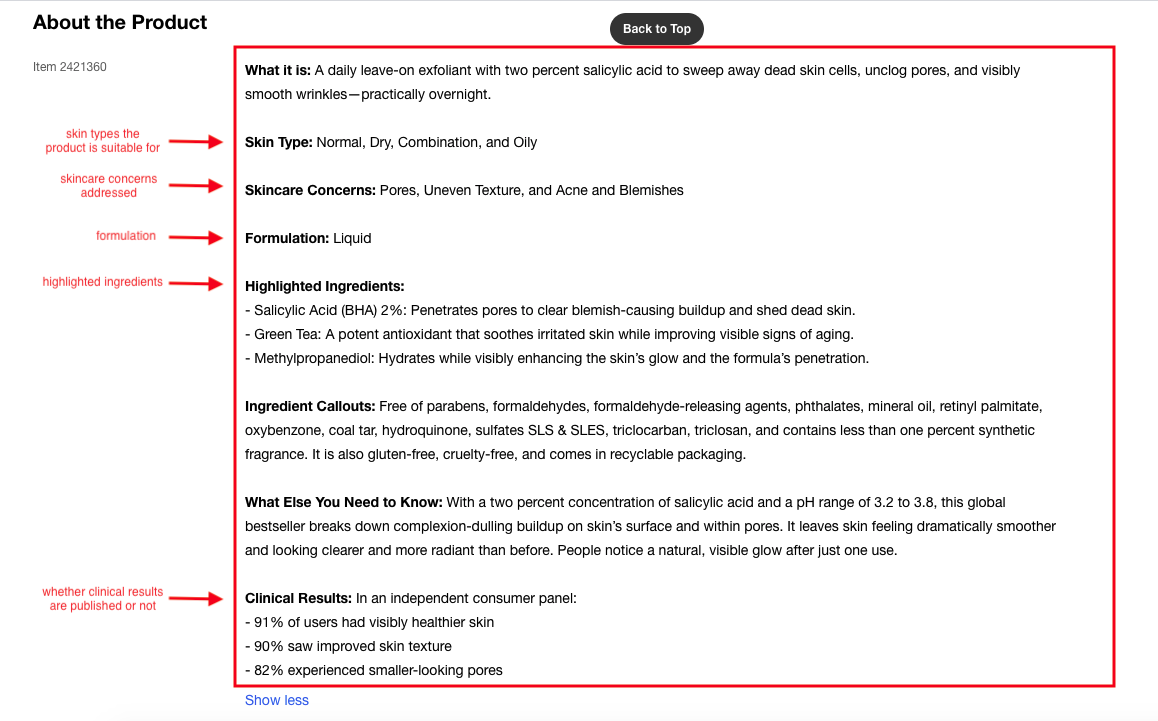 About the Product
Back to Top
Item 2421360
What it is: A daily leave-on exfoliant with two percent salicylic acid to sweep away dead skin cells, unclog pores, and visibly
smooth wrinkles—practically overnight.
skin types the
product is suitable for
Skin Type: Normal, Dry, Combination, and Oily
skincare concerns
addressed
Skincare Concerns: Pores, Uneven Texture, and Acne and Blemishes
formulation
Formulation: Liquid
highlighted ingredients
Highlighted Ingredients:
- Salicylic Acid (BHA) 2%: Penetrates pores to clear blemish-causing buildup and shed dead skin.
- Green Tea: A potent antioxidant that soothes irritated skin while improving visible signs of aging.
- Methylpropanediol: Hydrates while visibly enhancing the skin’s glow and the formula’s penetration.
Ingredient Callouts: Free of parabens, formaldehydes, formaldehyde-releasing agents, phthalates, mineral oil, retinyl palmitate,
oxybenzone, coal tar, hydroquinone, sulfates SLS & SLES, triclocarban, triclosan, and contains less than one percent synthetic
fragrance. It is also gluten-free, cruelty-free, and comes in recyclable packaging.
What Else You Need to Know: With a two percent concentration of salicylic acid and a pH range of 3.2 to 3.8, this global
bestseller breaks down complexion-dulling buildup on skin’s surface and within pores. It leaves skin feeling dramatically smoother
and looking clearer and more radiant than before. People notice a natural, visible glow after just one use.
whether clinical results
are published or not
Clinical Results: In an independent consumer panel:
- 91% of users had visibly healthier skin
- 90% saw improved skin texture
- 82% experienced smaller-looking pores
Show less